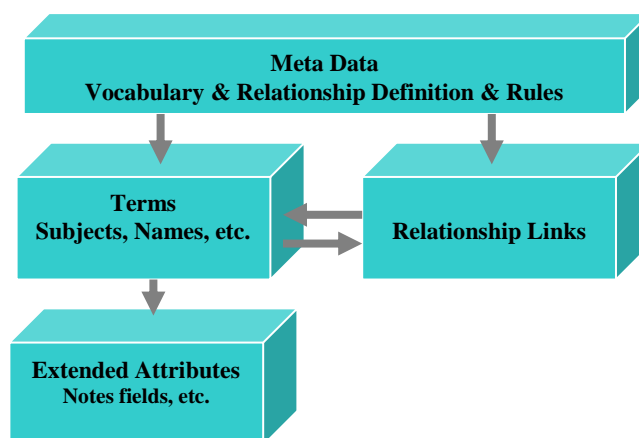 Meta Data
Vocabulary & Relationship Definition & Rules
Terms
Subjects, Names, etc.
Relationship Links
Extended Attributes
Notes fields, etc.